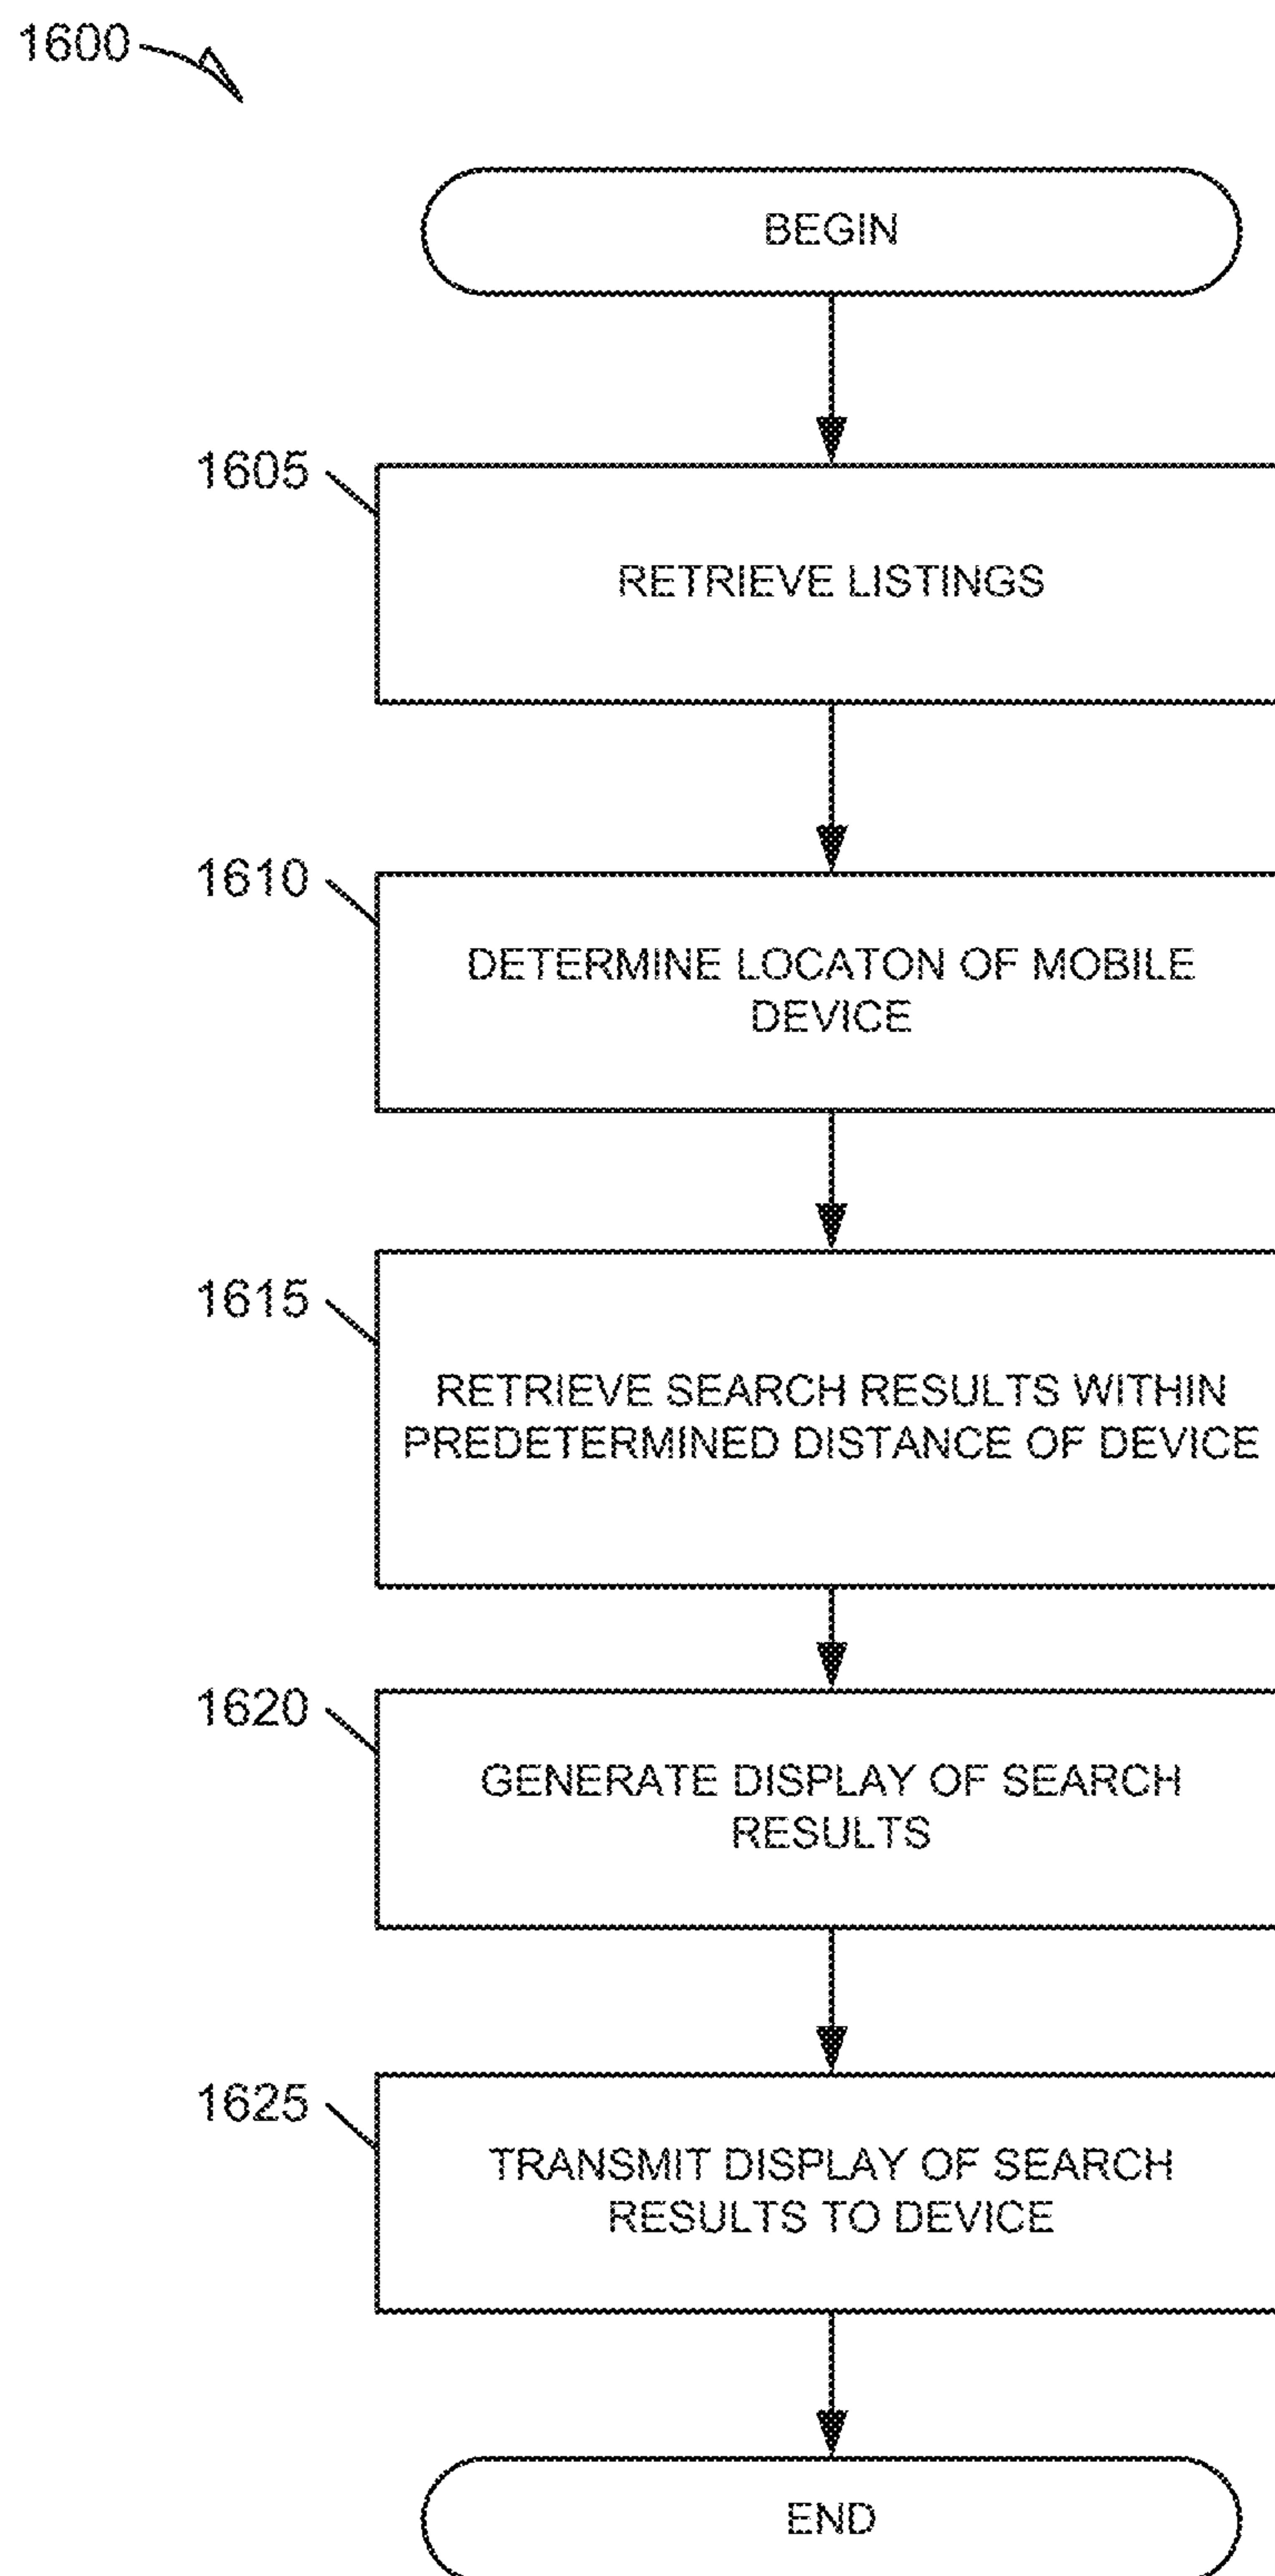 1600
BEGIN
1605
RETRIEVE LISTINGS
1610
DETERMINE LOCATON OF MOBILE
DEVICE
1615
RETRIEVE SEARCH RESULTS WITHIN
PREDETERMINED DISTANCE OF DEVICE
1620
GENERATE DISPLAY OF SEARCH
RESULTS
1625
TRANSMIT DISPLAY OF SEARCH
RESULTS TO DEVICE
END